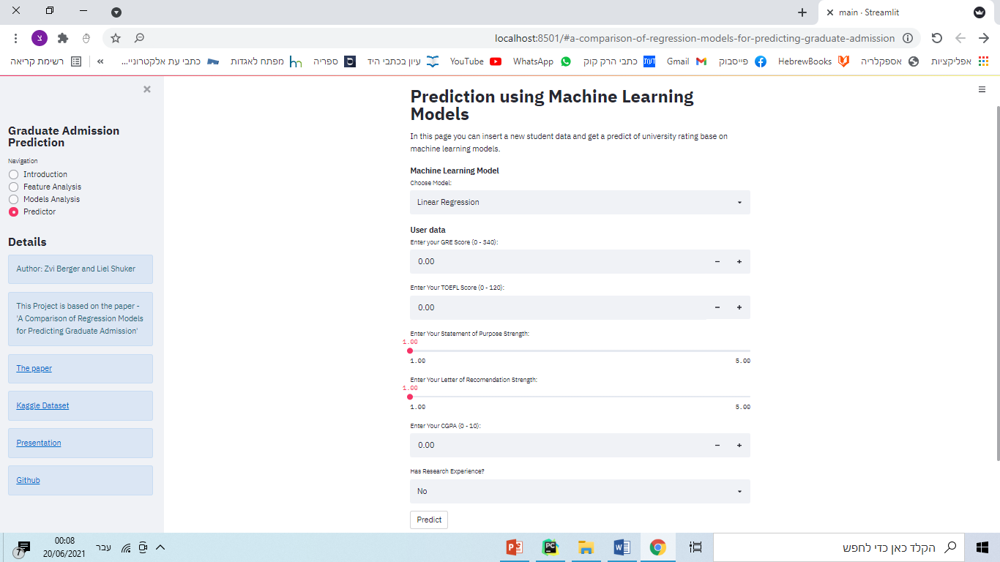 main · Streamlit
localhost:8501/#a-comparison-of-regression-models-for-predicting-graduate-admission
צ
אפליקציות
אספקלריה
HebrewBooks
פייסבוק
Gmail
דעת
כתבי הרק קוק
WhatsApp
YouTube
עיון בכתבי היד
ספריה
מפתח לאגדות
כתבי עת אלקטרוניי...
»
רשימת קריאה
Graduate Admission
Prediction
Navigation
Introduction
Feature Analysis
Models Analysis
Predictor
Details
Author: Zvi Berger and Liel Shuker
This Project is based on the paper -
'A Comparison of Regression Models
for Predicting Graduate Admission'
The paper
Kaggle Dataset
Presentation
Github
Prediction using Machine Learning
Models
In this page you can insert a new student data and get a predict of university rating base on
machine learning models.
Machine Learning Model
Choose Model:
Linear Regression
User data
Enter your GRE Score (0 - 340):
0.00
Enter Your TOEFL Score (0 - 120):
0.00
Enter Your Statement of Purpose Strength:
1.00
1.00 5.00
Enter Your Letter of Recomendation Strength:
1.00
1.00 5.00
Enter Your CGPA (0 - 10):
0.00
Has Research Experience?
No
Predict
הקלד כאן כדי לחפש
עבר
00:08
20/06/2021
7